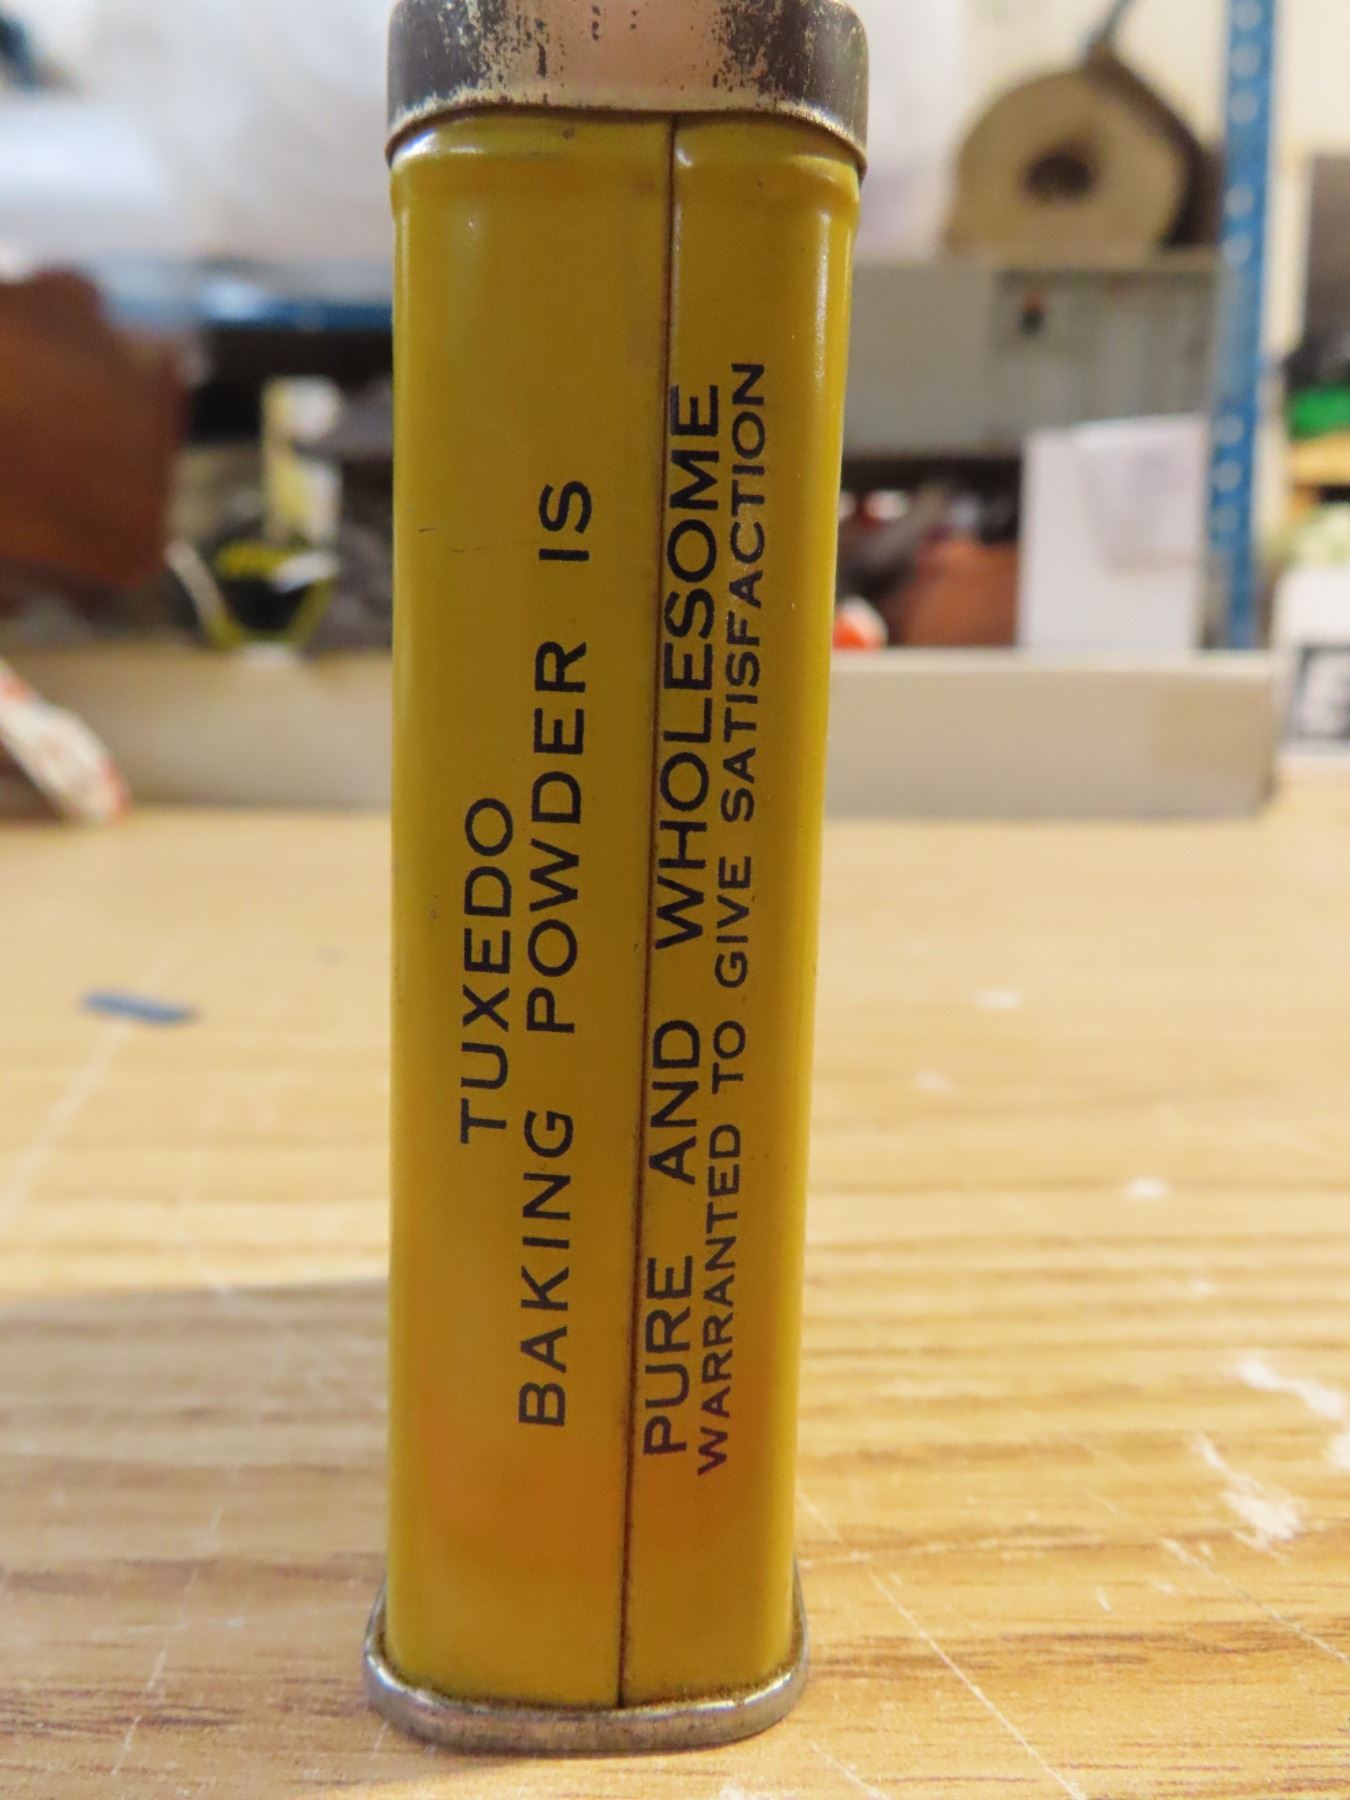 TUXEDO
BAKING POWDER IS
PURE AND WHOLESOME
WARRANTED TO GIVE SATISFACTION